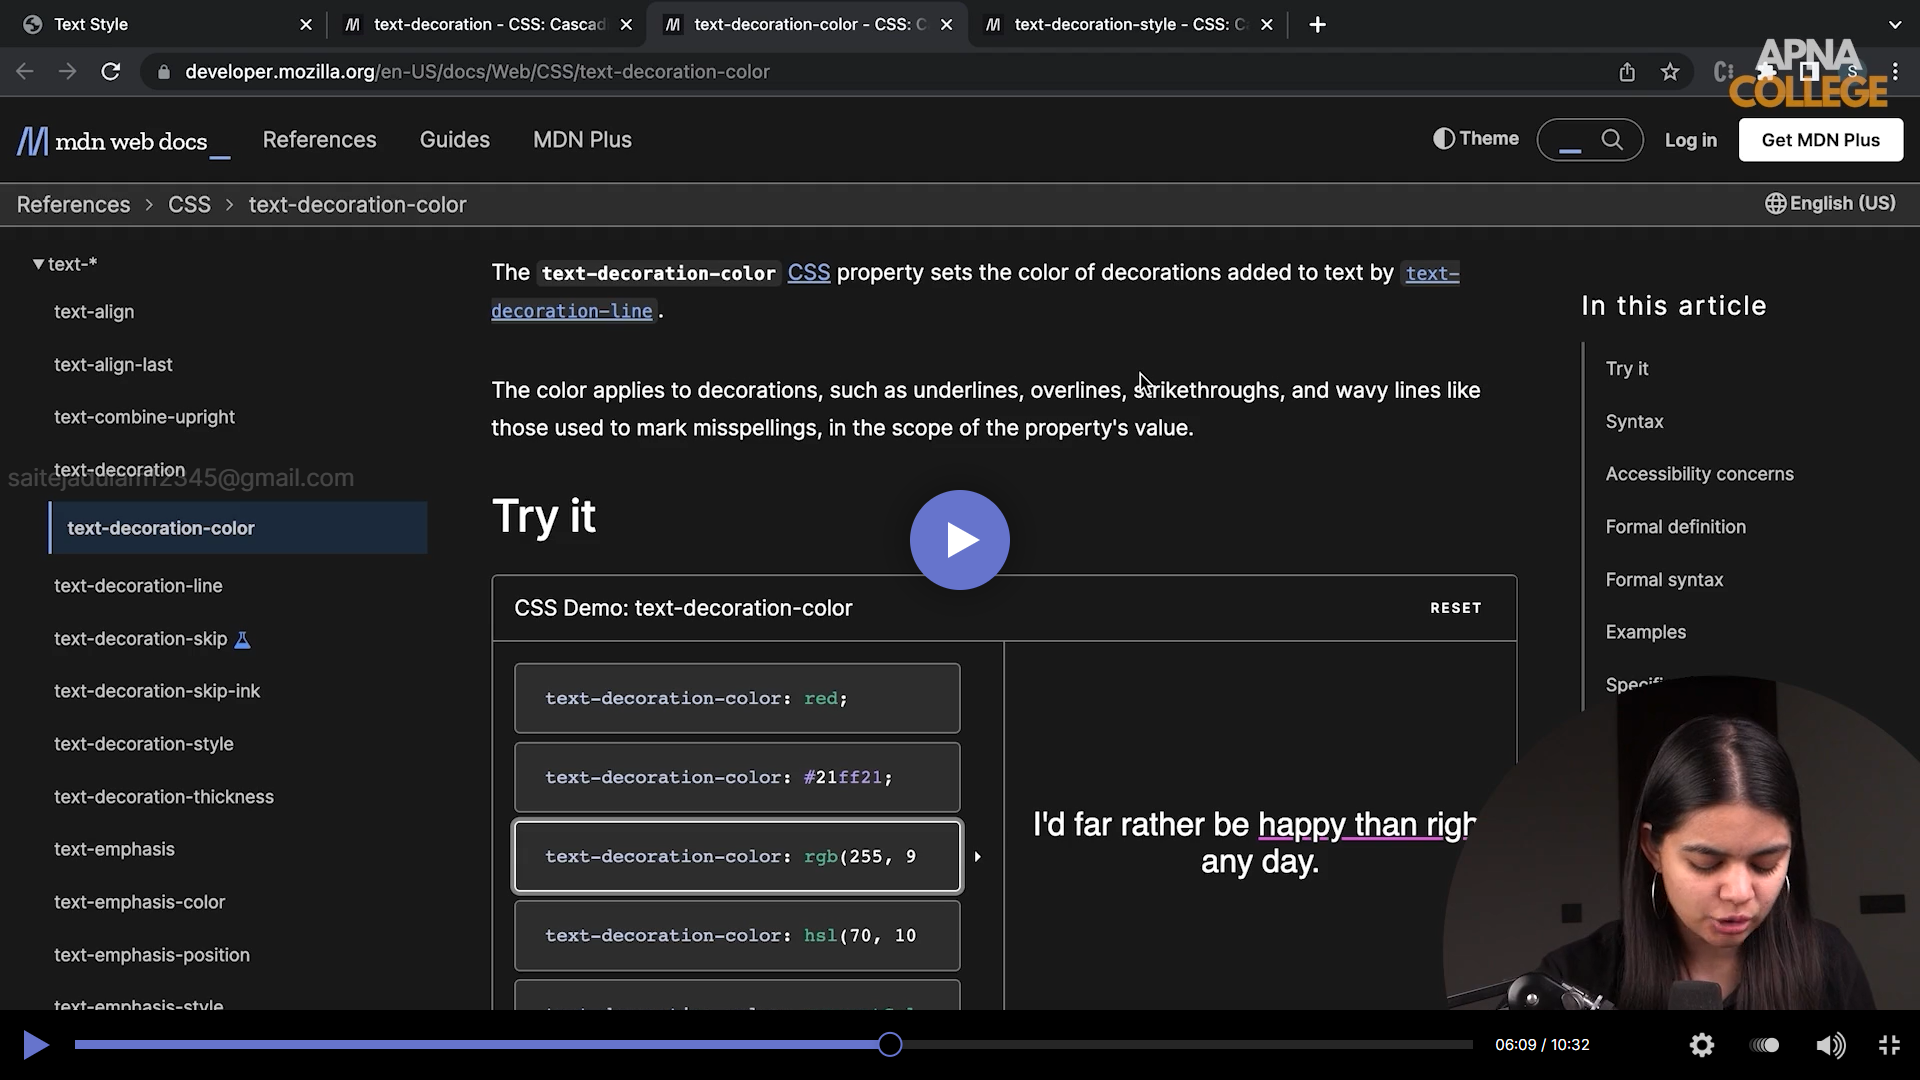 Text Style
text-decoration - CSS: Cascad
text-decoration-color - CSS: C
text-decoration-style - CSS: C
developer.mozilla.org/en-US/docs/Web/CSS/text-decoration-color
S
APNA
COLLEGE
mdn web docs
References
Guides
MDN Plus
Theme
Log in
Get MDN Plus
References > CSS > text-decoration-color
English (US)
text-*
text-align
text-align-last
text-combine-upright
text-decoration
saitejadulam12345@gmail.com
text-decoration-color
text-decoration-line
text-decoration-skip
text-decoration-skip-ink
text-decoration-style
text-decoration-thickness
text-emphasis
text-emphasis-color
text-emphasis-position
text-emphasis-style
The text-decoration-color CSS property sets the color of decorations added to text by text-
decoration-line.
The color applies to decorations, such as underlines, overlines, strikethroughs, and wavy lines like
those used to mark misspellings, in the scope of the property's value.
Try it
CSS Demo: text-decoration-color
RESET
text-decoration-color: red;
text-decoration-color: #21ff21;
text-decoration-color: rgb(255, 9
text-decoration-color: hsl(70, 10
I'd far rather be happy than righ
any day.
In this article
Try it
Syntax
Accessibility concerns
Formal definition
Formal syntax
Examples
Specifi
06:09 / 10:32